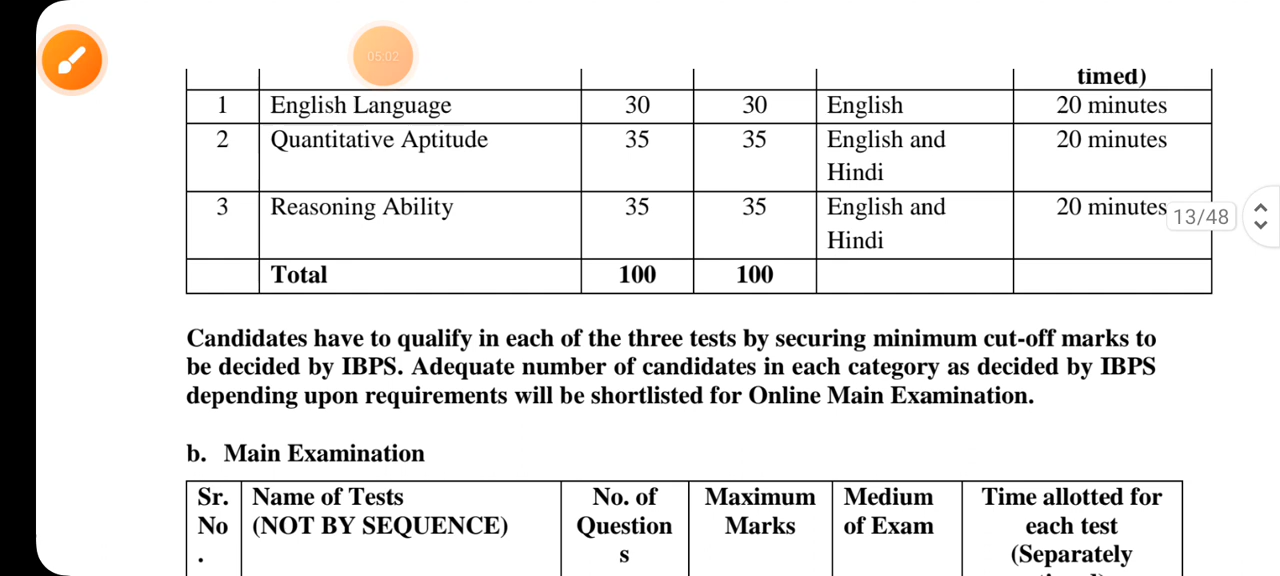 05:02
timed)
1 English Language 30 30 English 20 minutes
2 Quantitative Aptitude 35 35 English and 20 minutes
Hindi
3 Reasoning Ability 35 35 English and 20 minutes
13/48
Hindi
Total 100 100
Candidates have to qualify in each of the three tests by securing minimum cut-off marks to
be decided by IBPS. Adequate number of candidates in each category as decided by IBPS
depending upon requirements will be shortlisted for Online Main Examination.
b. Main Examination
Sr. Name of Tests No. of Maximum Medium Time allotted for
No (NOT BY SEQUENCE) Question Marks of Exam each test
. s (Separately